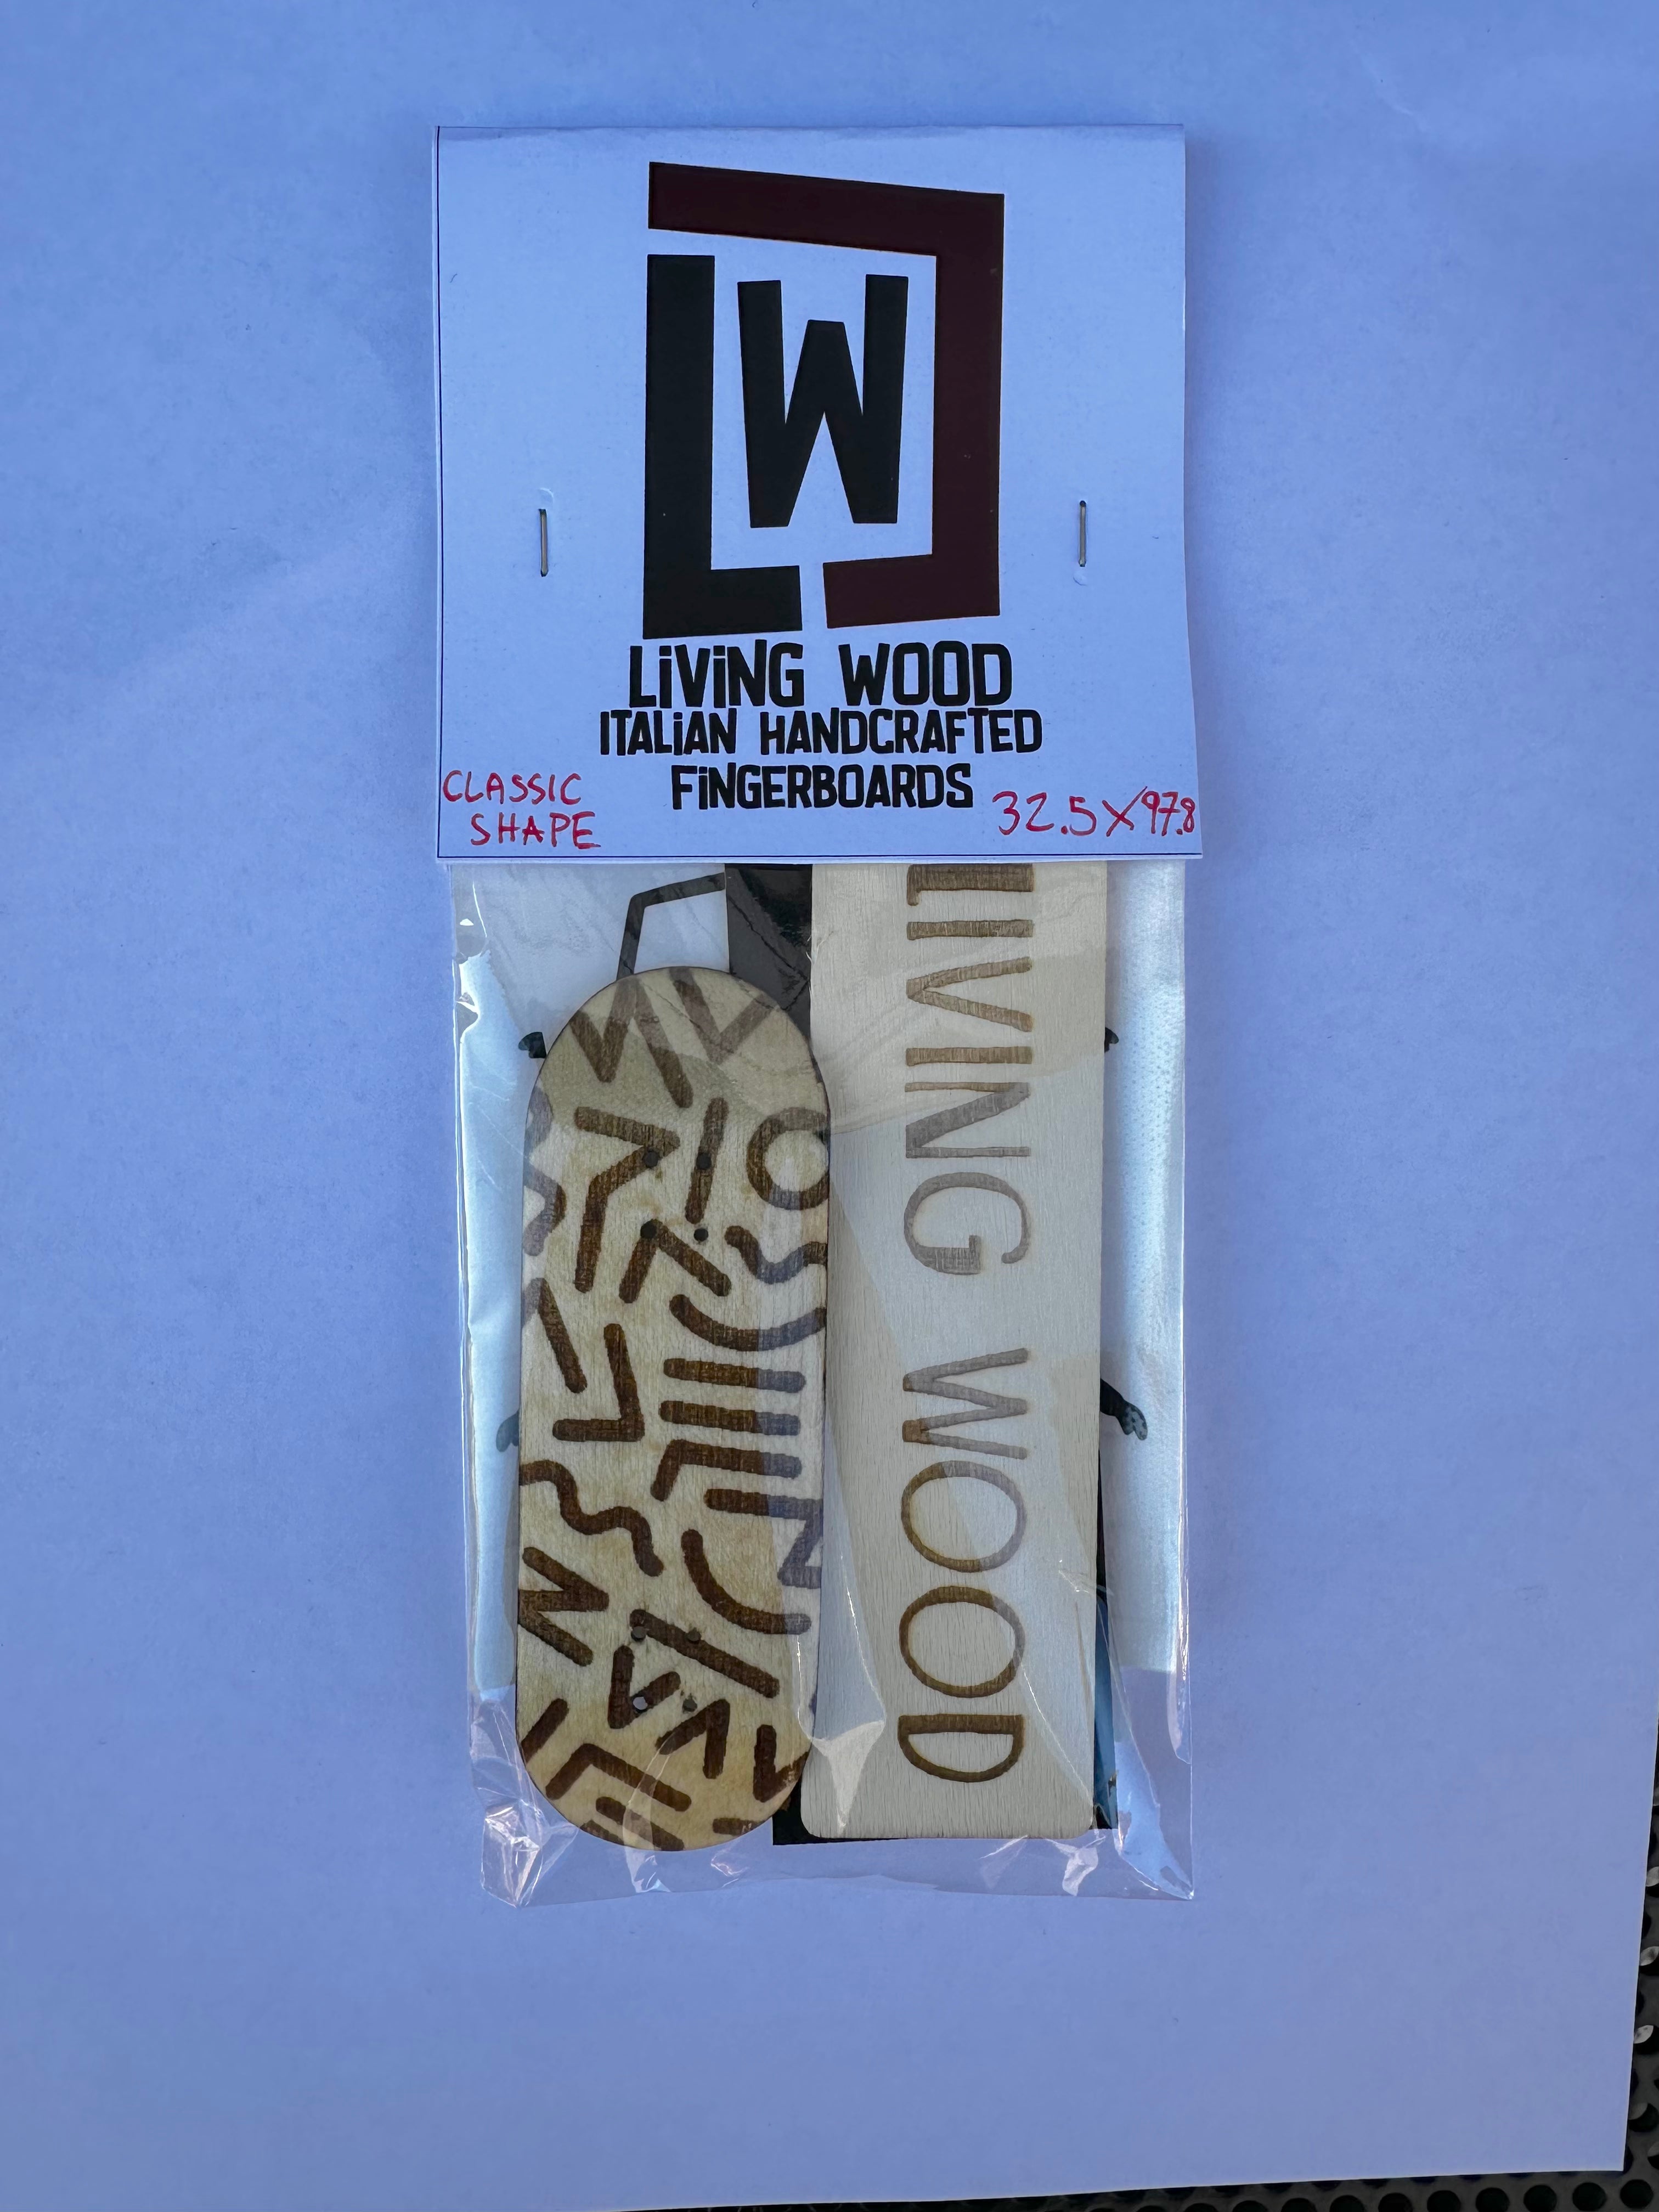 LW
LiViNG WOOD
ITALiAN HANDCRAFTED
FiNGERBOARDS
CLASSIC
SHAPE
32.5X97.8
LIVING WOOD